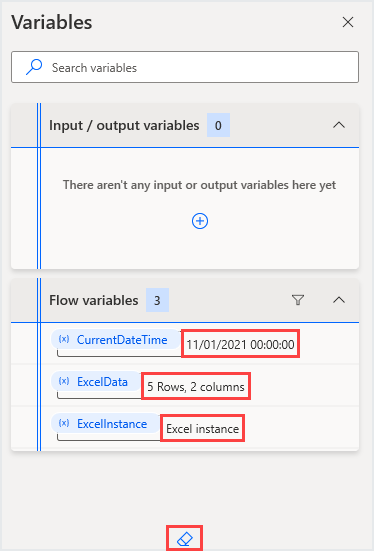 Variables
Search variables
Input / output variables 0
There aren't any input or output variables here yet
Flow variables 3
(x) CurrentDateTime 11/01/2021 00:00:00
(x) ExcelData 5 Rows, 2 columns
(x) ExcelInstance Excel instance